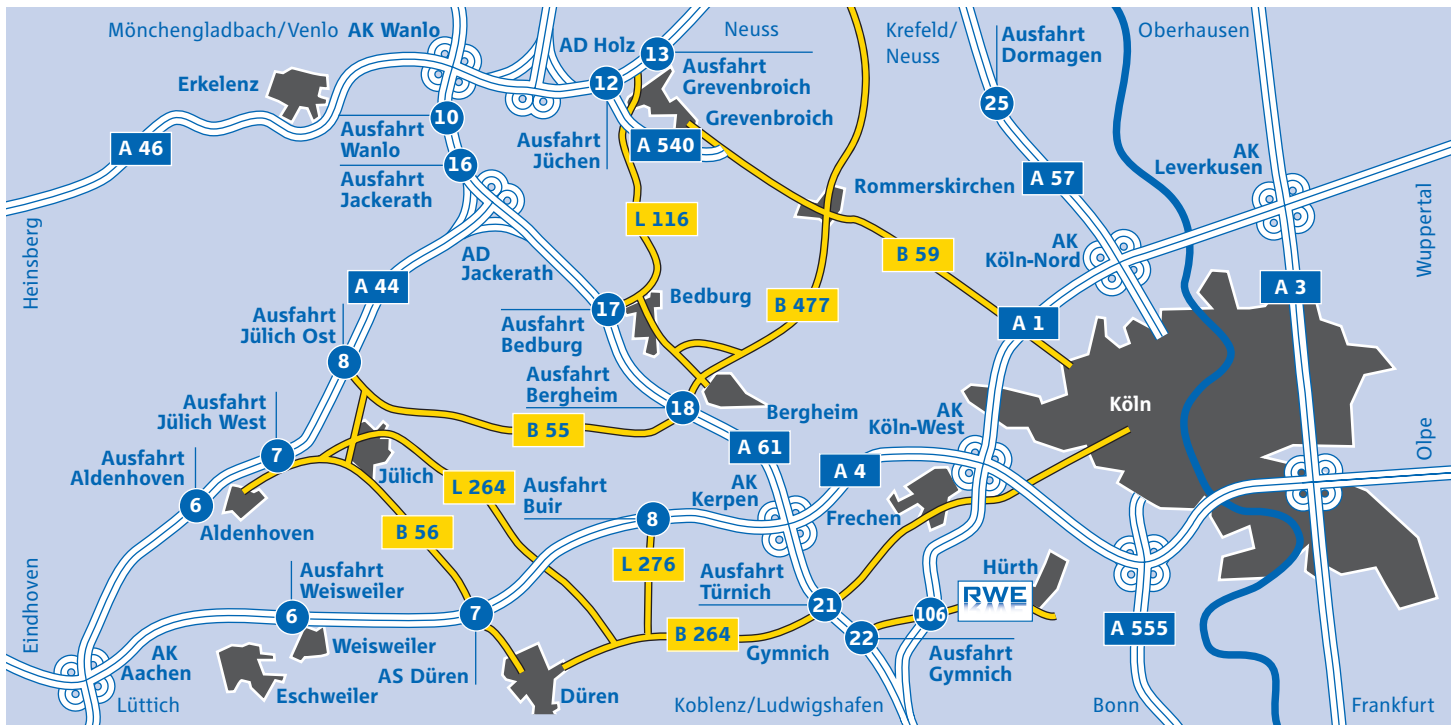 Mönchengladbach/Venlo AK Wanlo
AD Holz
13
Neuss
Krefeld/
Neuss
Ausfahrt
Dormagen
Oberhausen
Erkelenz
12
Ausfahrt
Grevenbroich
Grevenbroich
25
10
Ausfahrt
Wanlo
Ausfahrt
Jüchen
A 540
A 46
16
Ausfahrt
Jackerath
Rommerskirchen
A 57
AK
Leverkusen
Heinsberg
L 116
AD
Jackerath
B 59
AK
Köln-Nord
Wuppertal
A 44
A 3
Ausfahrt
Jülich Ost
17
Bedburg
B 477
A 1
Ausfahrt
Bedburg
8
Ausfahrt
Bergheim
18
Bergheim
Ausfahrt
Jülich West
B 55
AK
Köln-West
Köln
Olpe
7
Ausfahrt
Aldenhoven
Jülich
L 264
A 61
A 4
6
Aldenhoven
Ausfahrt
Buir
8
AK
Kerpen
Frechen
B 56
L 276
Eindhoven
Ausfahrt
Weisweiler
Ausfahrt
Türnich
Hürth
RWE
6
7
21
106
Weisweiler
B 264
22
A 555
AK
Aachen
AS Düren
Gymnich
Ausfahrt
Gymnich
Eschweiler
Düren
Lüttich
Koblenz/Ludwigshafen
Bonn
Frankfurt